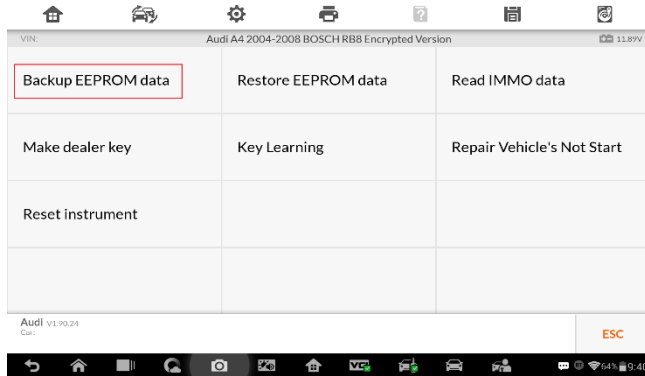 VIN: Audi A4 2004-2008 BOSCH RB8 Encrypted Version 11.89V
Backup EEPROM data Restore EEPROM data Read IMMO data
Make dealer key Key Learning Repair Vehicle's Not Start
Reset instrument
Audi V1.90.24
Car:
ESC
VCI 64% 9:40